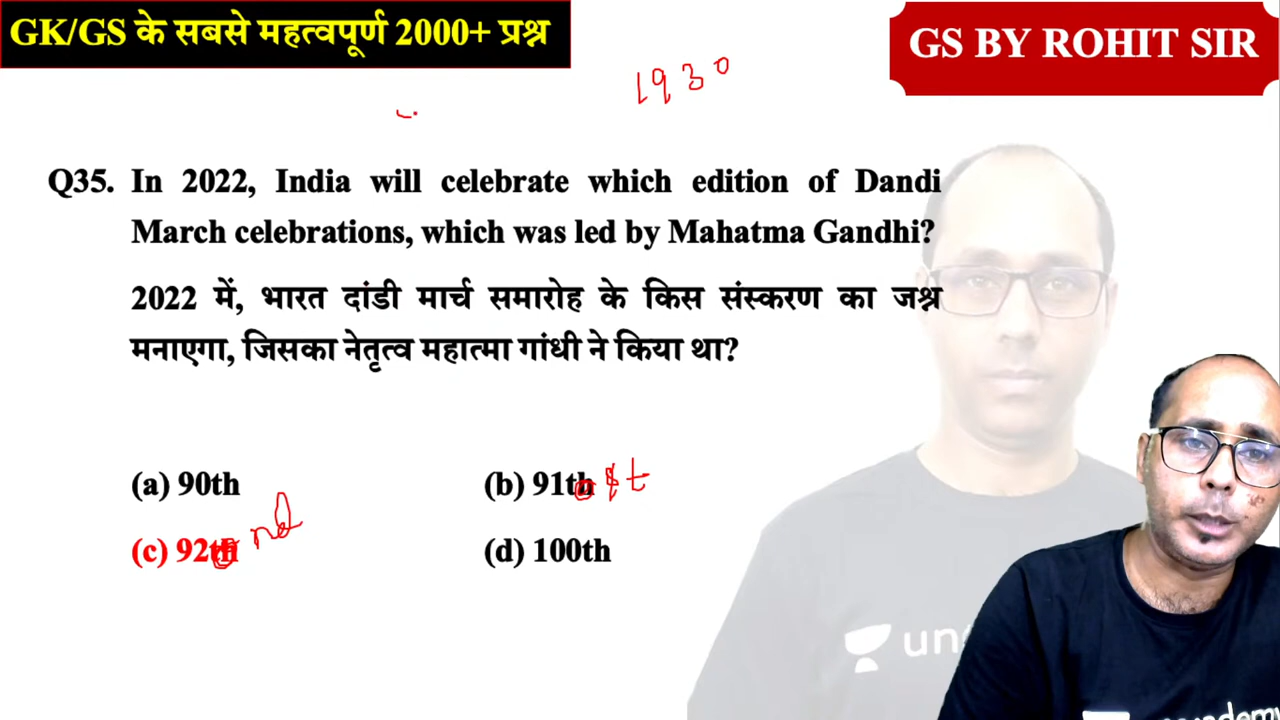 GK/GS के सबसे महत्वपूर्ण 2000+ प्रश्न
GS BY ROHIT SIR
1930
Q35. In 2022, India will celebrate which edition of Dandi
March celebrations, which was led by Mahatma Gandhi?
2022 में, भारत दांडी मार्च समारोह के किस संस्करण का जश्न
मनाएगा, जिसका नेतृत्व महात्मा गांधी ने किया था?
(a) 90th
(b) 91th st
(c) 92th nd
(d) 100th